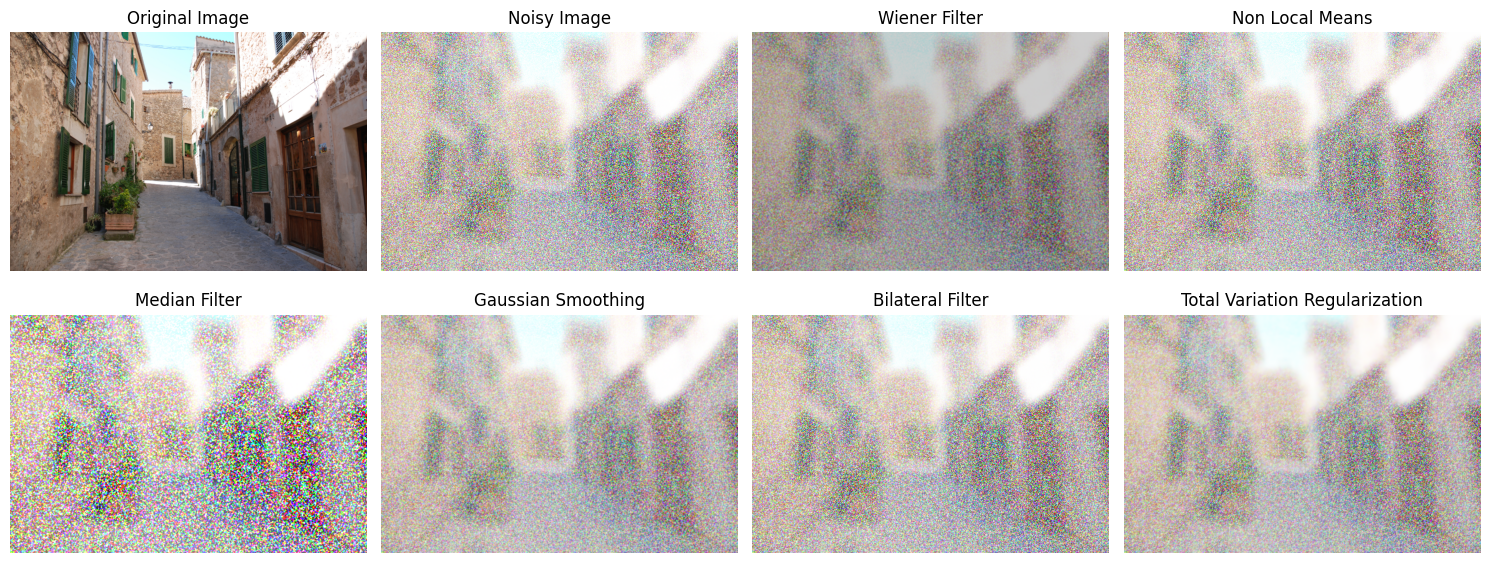 Original Image
Noisy Image
Wiener Filter
Non Local Means
Median Filter
Gaussian Smoothing
Bilateral Filter
Total Variation Regularization